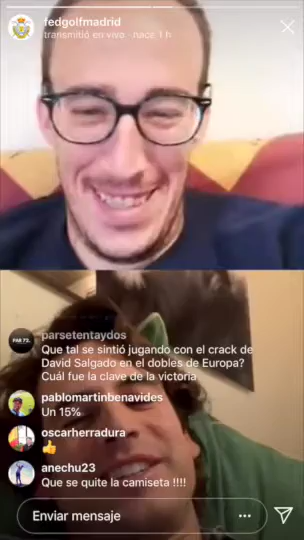 fedgolfmadrid
transmitió en vivo · hace 1 h
PAR 72.
parsetentaydos
Que tal se sintió jugando con el crack de
David Salgado en el dobles de Europa?
Cuál fue la clave de la victoria
pablomartinbenavides
Un 15%
oscarherradura
👍
anechu23
Que se quite la camiseta !!!!
Enviar mensaje